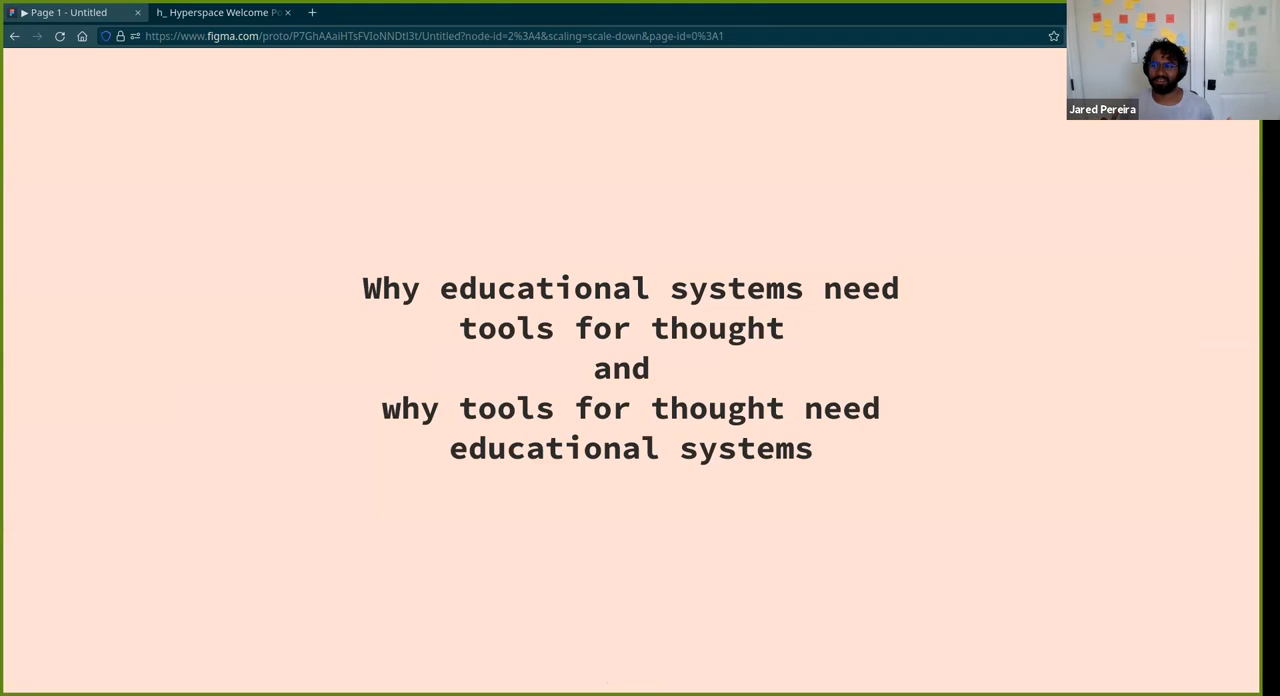 ▶ Page 1 - Untitled
h_ Hyperspace Welcome Po
https://www.figma.com/proto/P7GhAAaiHTsFVIoNNDtI3t/Untitled?node-id=2%3A4&scaling=scale-down&page-id=0%3A1
Jared Pereira
Why educational systems need
tools for thought
and
why tools for thought need
educational systems